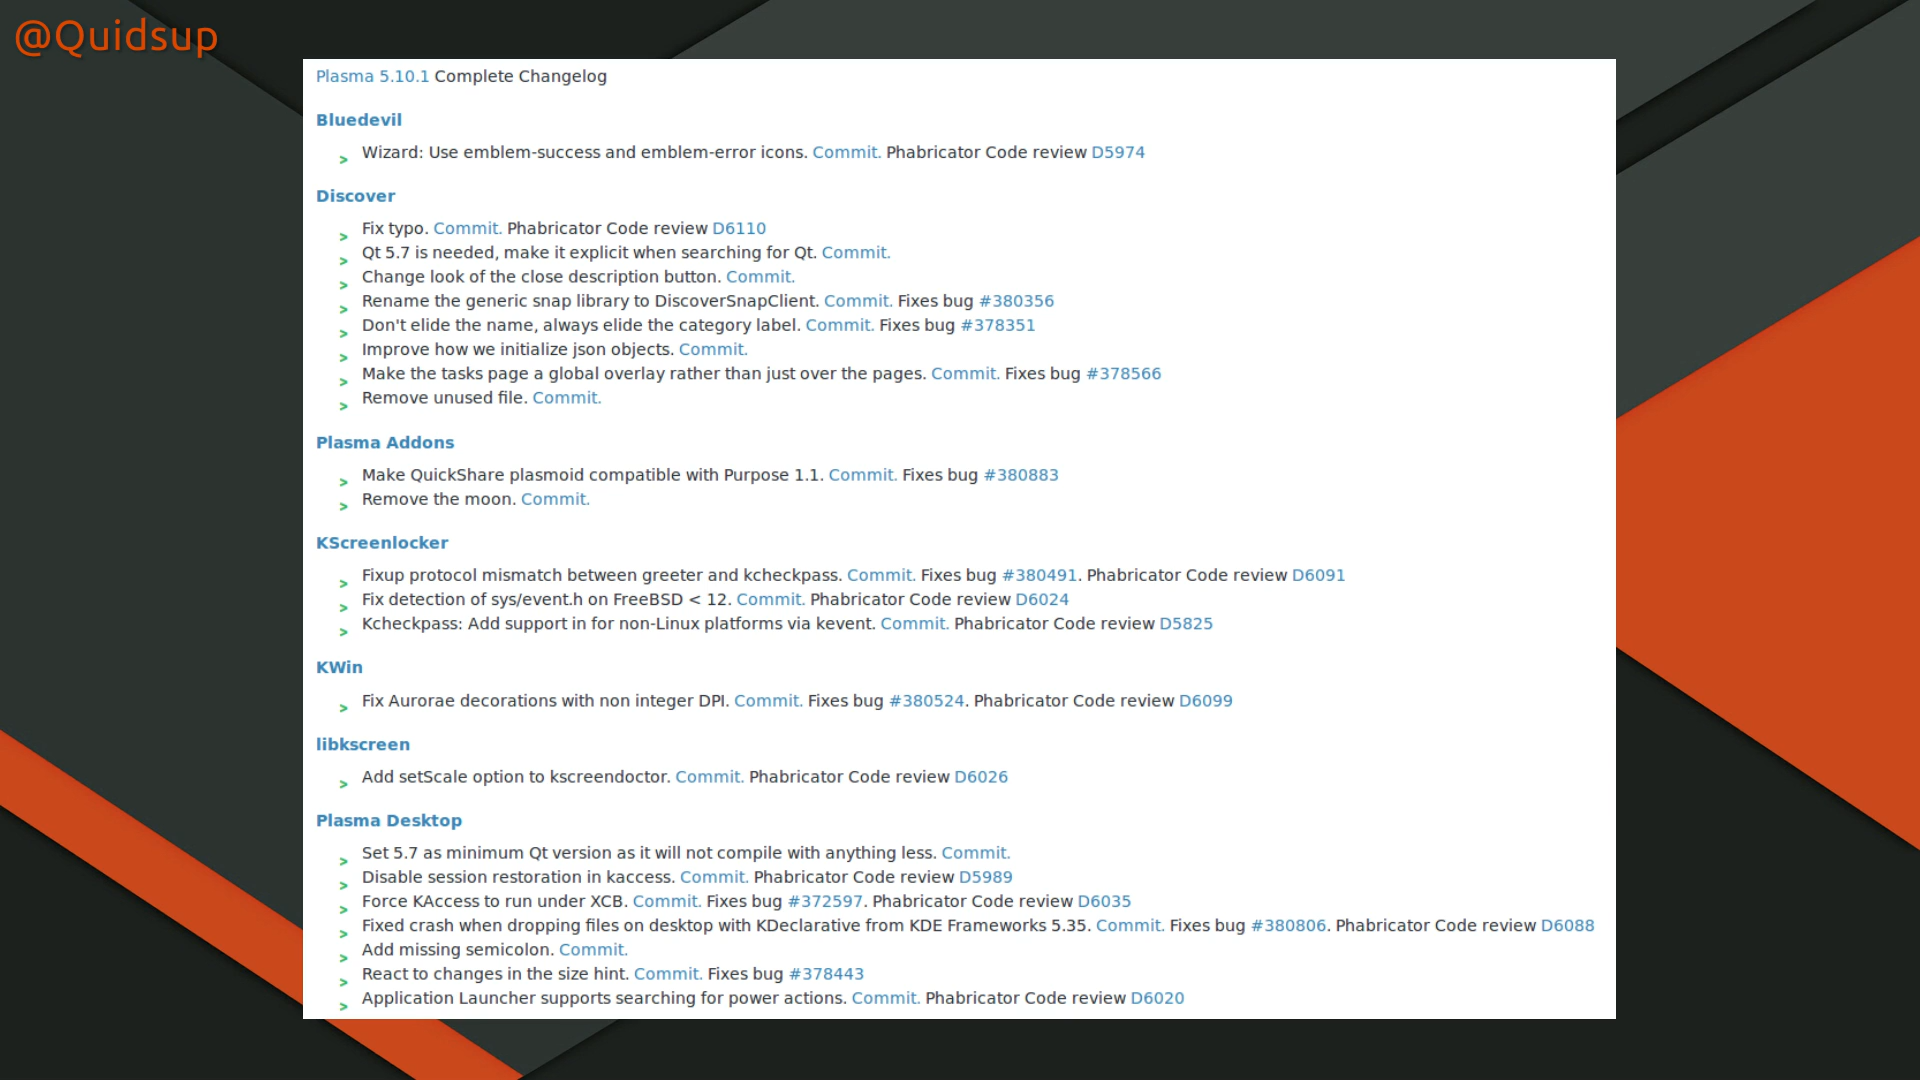 @Quidsup
Plasma 5.10.1 Complete Changelog
Bluedevil
> Wizard: Use emblem-success and emblem-error icons. Commit. Phabricator Code review D5974
Discover
> Fix typo. Commit. Phabricator Code review D6110
> Qt 5.7 is needed, make it explicit when searching for Qt. Commit.
> Change look of the close description button. Commit.
> Rename the generic snap library to DiscoverSnapClient. Commit. Fixes bug #380356
> Don't elide the name, always elide the category label. Commit. Fixes bug #378351
> Improve how we initialize json objects. Commit.
> Make the tasks page a global overlay rather than just over the pages. Commit. Fixes bug #378566
> Remove unused file. Commit.
Plasma Addons
> Make QuickShare plasmoid compatible with Purpose 1.1. Commit. Fixes bug #380883
> Remove the moon. Commit.
KScreenlocker
> Fixup protocol mismatch between greeter and kcheckpass. Commit. Fixes bug #380491. Phabricator Code review D6091
> Fix detection of sys/event.h on FreeBSD < 12. Commit. Phabricator Code review D6024
> Kcheckpass: Add support in for non-Linux platforms via kevent. Commit. Phabricator Code review D5825
KWin
> Fix Aurorae decorations with non integer DPI. Commit. Fixes bug #380524. Phabricator Code review D6099
libkscreen
> Add setScale option to kscreendoctor. Commit. Phabricator Code review D6026
Plasma Desktop
> Set 5.7 as minimum Qt version as it will not compile with anything less. Commit.
> Disable session restoration in kaccess. Commit. Phabricator Code review D5989
> Force KAccess to run under XCB. Commit. Fixes bug #372597. Phabricator Code review D6035
> Fixed crash when dropping files on desktop with KDeclarative from KDE Frameworks 5.35. Commit. Fixes bug #380806. Phabricator Code review D6088
> Add missing semicolon. Commit.
> React to changes in the size hint. Commit. Fixes bug #378443
> Application Launcher supports searching for power actions. Commit. Phabricator Code review D6020